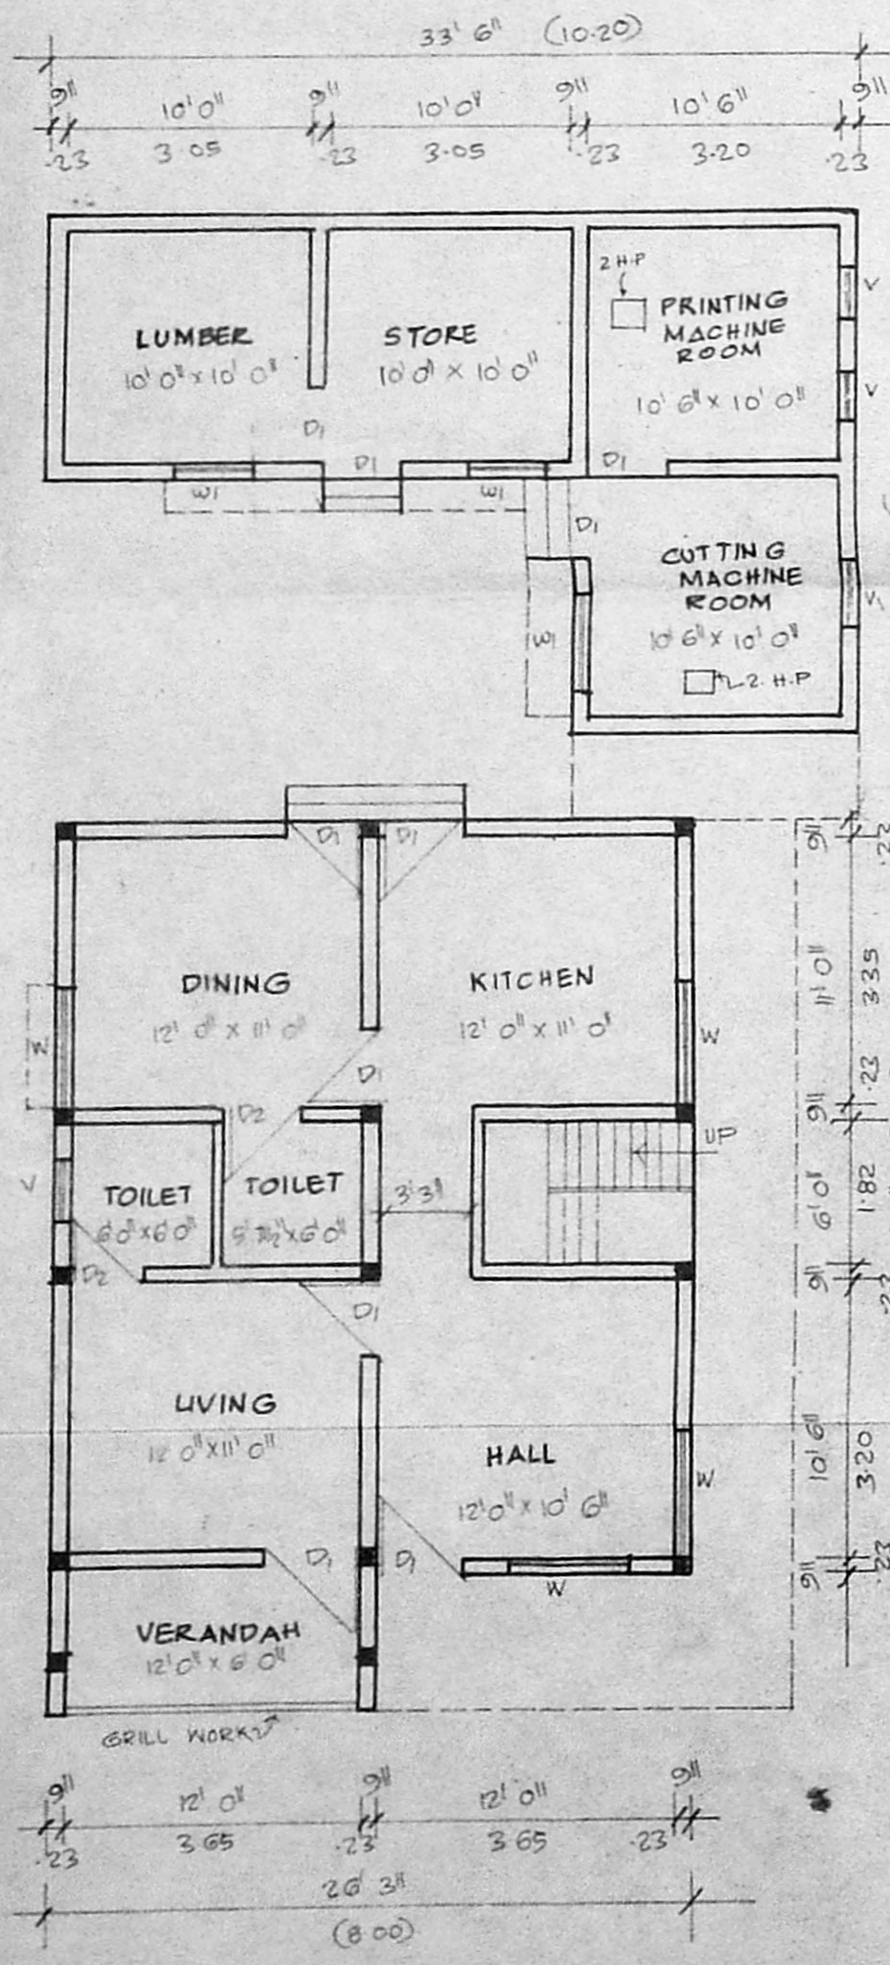 33' 6" (10.20)
9" 10' 0" 9" 10' 0" 9" 10' 6" 9"
.23 3.05 .23 3.05 .23 3.20 .23
2 H.P
PRINTING
MACHINE
ROOM
10' 6" x 10' 0"
V
V
LUMBER
10' 0" x 10' 0"
STORE
10' 0" x 10' 0"
D1
D1
D1
W1
W1
D1
CUTTING
MACHINE
ROOM
10' 6" x 10' 0"
V1
W1
2. H.P
D1
D1
9"
DINING
12' 0" x 11' 0"
KITCHEN
12' 0" x 11' 0"
11' 0"
3.35
W
W
D1
.23
D2
9"
UP
TOILET
6' 0" x 6' 0"
TOILET
5' 7½" x 6' 0"
3' 3"
6' 0"
1.82
V
D2
9"
D1
LIVING
12' 0" x 11' 0"
HALL
12' 0" x 10' 6"
10' 6"
3.20
W
D1
D1
W
9"
.23
VERANDAH
12' 0" x 6' 0"
GRILL WORK
9" 12' 0" 9" 12' 0" 9"
.23 3.65 .23 3.65 .23
26' 3"
(8.00)